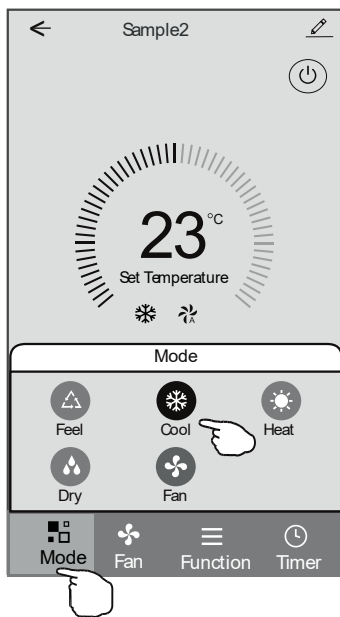 Sample2
23°C
Set Temperature
A
Mode
Feel Cool Heat
Dry Fan
Mode Fan Function Timer